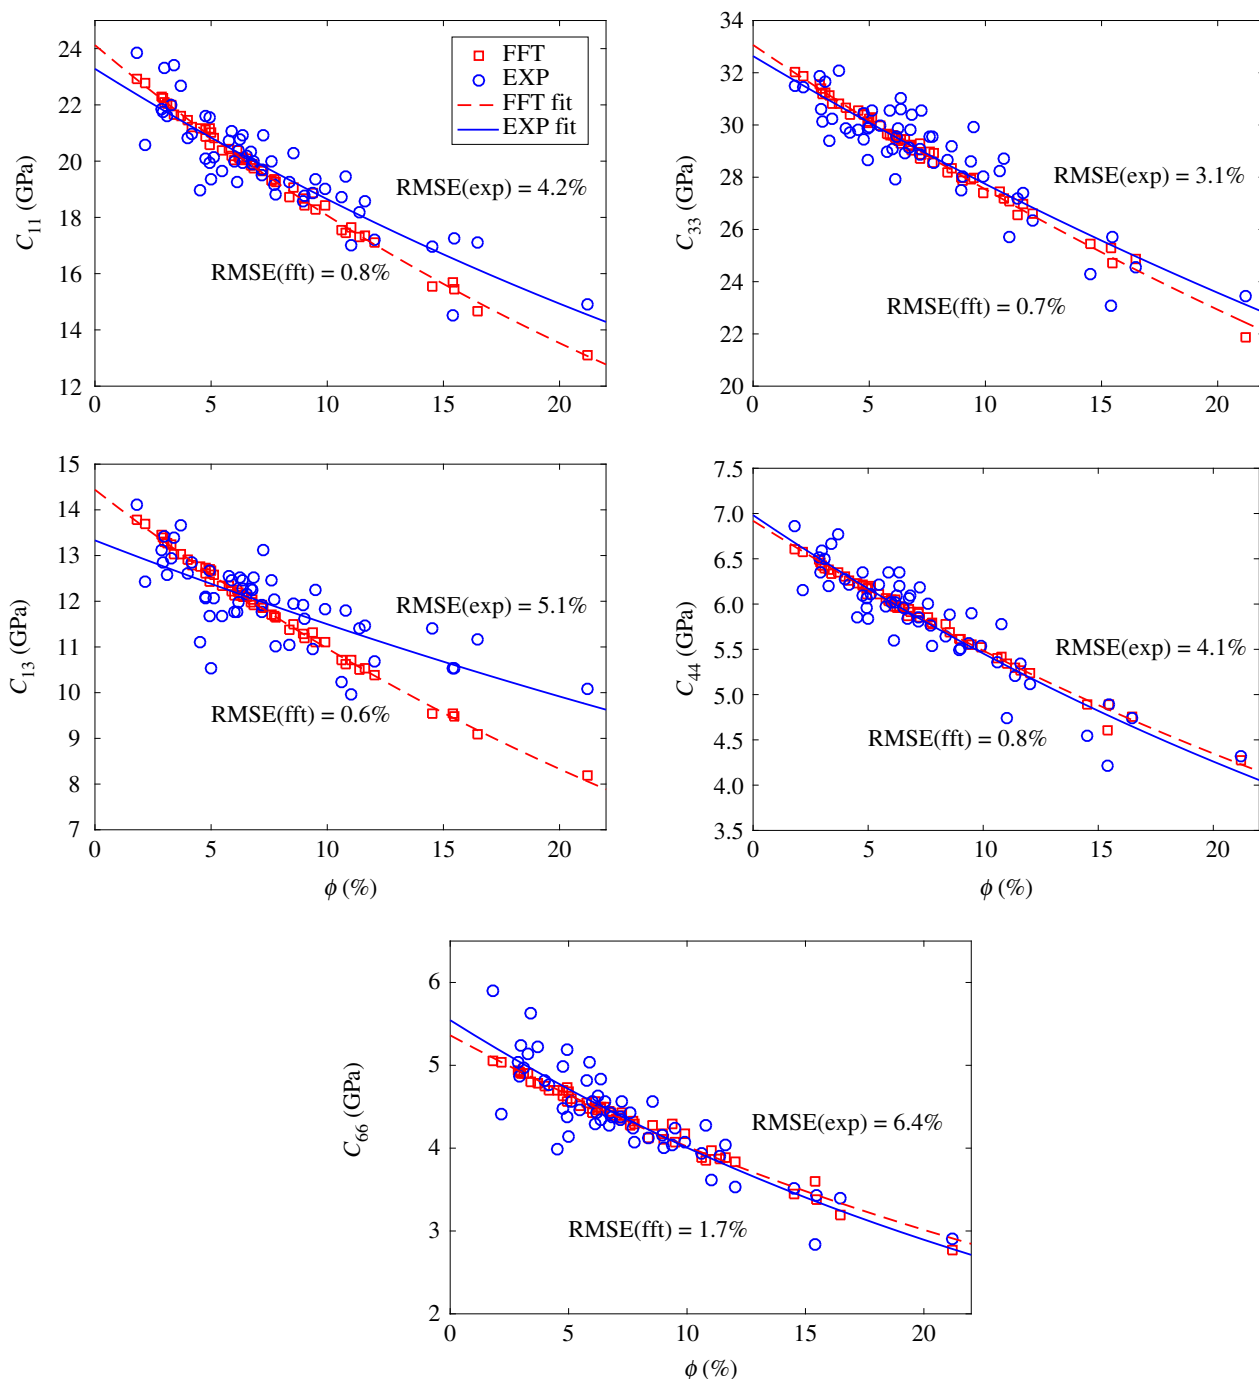 24
22
20
18
16
14
12
C11 (GPa)
FFT
EXP
FFT fit
EXP fit
RMSE(exp) = 4.2%
RMSE(fft) = 0.8%
0 5 10 15 20
34
32
30
28
26
24
22
20
C33 (GPa)
RMSE(exp) = 3.1%
RMSE(fft) = 0.7%
0 5 10 15 20
15
14
13
12
11
10
9
8
7
C13 (GPa)
RMSE(exp) = 5.1%
RMSE(fft) = 0.6%
0 5 10 15 20
ϕ (%)
7.0
6.5
6.0
5.5
5.0
4.5
4.0
3.5
C44 (GPa)
RMSE(exp) = 4.1%
RMSE(fft) = 0.8%
0 5 10 15 20
ϕ (%)
6
5
4
3
2
C66 (GPa)
RMSE(exp) = 6.4%
RMSE(fft) = 1.7%
0 5 10 15 20
ϕ (%)